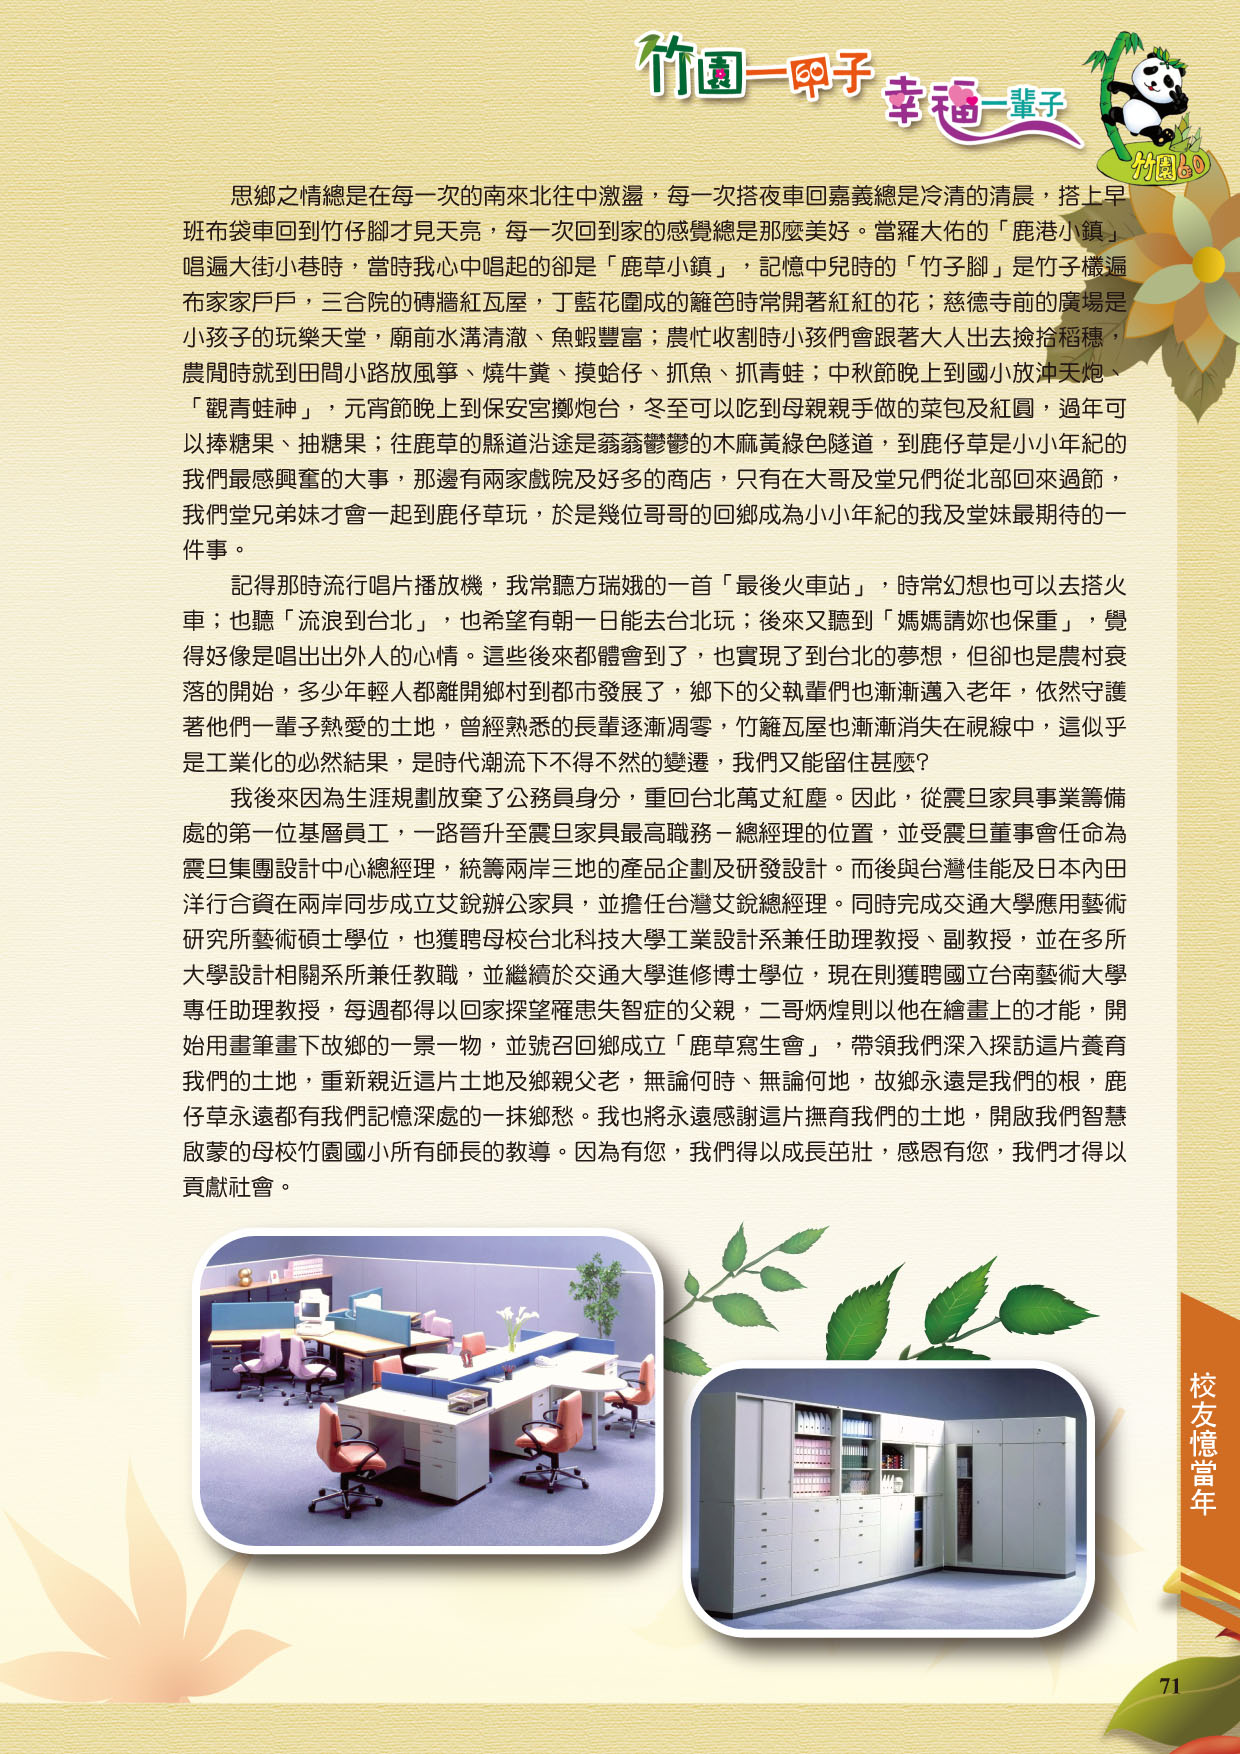 竹園一甲子
幸福一輩子
竹園60
思鄉之情總是在每一次的南來北往中激盪，每一次搭夜車回嘉義總是冷清的清晨，搭上早
班布袋車回到竹仔腳才見天亮，每一次回到家的感覺總是那麼美好。當羅大佑的「鹿港小鎮」
唱遍大街小巷時，當時我心中唱起的卻是「鹿草小鎮」，記憶中兒時的「竹子腳」是竹子欉遍
布家家戶戶，三合院的磚牆紅瓦屋，丁藍花圍成的籬笆時常開著紅紅的花；慈德寺前的廣場是
小孩子的玩樂天堂，廟前水溝清澈、魚蝦豐富；農忙收割時小孩們會跟著大人出去撿拾稻穗，
農閒時就到田間小路放風箏、燒牛糞、摸蛤仔、抓魚、抓青蛙；中秋節晚上到國小放沖天炮、
「觀青蛙神」，元宵節晚上到保安宮擲炮台，冬至可以吃到母親親手做的菜包及紅圓，過年可
以捧糖果、抽糖果；往鹿草的縣道沿途是蓊蓊鬱鬱的木麻黃綠色隧道，到鹿仔草是小小年紀的
我們最感興奮的大事，那邊有兩家戲院及好多的商店，只有在大哥及堂兄們從北部回來過節，
我們堂兄弟妹才會一起到鹿仔草玩，於是幾位哥哥的回鄉成為小小年紀的我及堂妹最期待的一
件事。
記得那時流行唱片播放機，我常聽方瑞娥的一首「最後火車站」，時常幻想也可以去搭火
車；也聽「流浪到台北」，也希望有朝一日能去台北玩；後來又聽到「媽媽請妳也保重」，覺
得好像是唱出出外人的心情。這些後來都體會到了，也實現了到台北的夢想，但卻也是農村衰
落的開始，多少年輕人都離開鄉村到都市發展了，鄉下的父執輩們也漸漸邁入老年，依然守護
著他們一輩子熱愛的土地，曾經熟悉的長輩逐漸凋零，竹籬瓦屋也漸漸消失在視線中，這似乎
是工業化的必然結果，是時代潮流下不得不然的變遷，我們又能留住甚麼?
我後來因為生涯規劃放棄了公務員身分，重回台北萬丈紅塵。因此，從震旦家具事業籌備
處的第一位基層員工，一路晉升至震旦家具最高職務－總經理的位置，並受震旦董事會任命為
震旦集團設計中心總經理，統籌兩岸三地的產品企劃及研發設計。而後與台灣佳能及日本內田
洋行合資在兩岸同步成立艾銳辦公家具，並擔任台灣艾銳總經理。同時完成交通大學應用藝術
研究所藝術碩士學位，也獲聘母校台北科技大學工業設計系兼任助理教授、副教授，並在多所
大學設計相關系所兼任教職，並繼續於交通大學進修博士學位，現在則獲聘國立台南藝術大學
專任助理教授，每週都得以回家探望罹患失智症的父親，二哥炳煌則以他在繪畫上的才能，開
始用畫筆畫下故鄉的一景一物，並號召回鄉成立「鹿草寫生會」，帶領我們深入探訪這片養育
我們的土地，重新親近這片土地及鄉親父老，無論何時、無論何地，故鄉永遠是我們的根，鹿
仔草永遠都有我們記憶深處的一抹鄉愁。我也將永遠感謝這片撫育我們的土地，開啟我們智慧
啟蒙的母校竹園國小所有師長的教導。因為有您，我們得以成長茁壯，感恩有您，我們才得以
貢獻社會。
校友憶當年
71